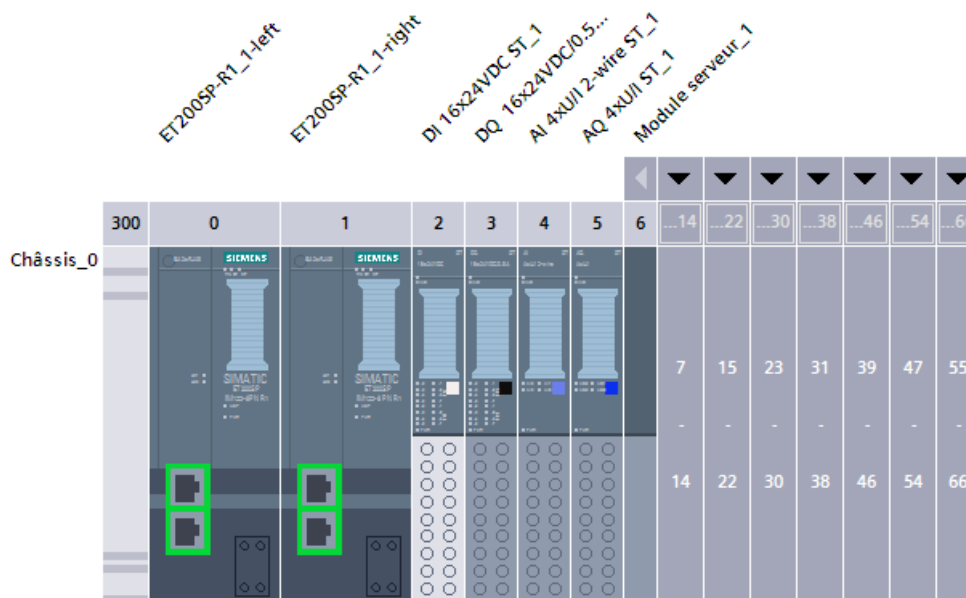 ET200SP-R1_1-left
ET200SP-R1_1-right
DI 16x24VDC ST_1
DQ 16x24VDC/0.5...
AI 4xU/I 2-wire ST_1
AQ 4xU/I ST_1
Module serveur_1
300 0 1 2 3 4 5 6 ...14 ...22 ...30 ...38 ...46 ...54 ...6
Châssis_0
SIEMENS SIEMENS
7 15 23 31 39 47 55
- - - - - - -
SIMATIC SIMATIC
ET200SP ET200SP
14 22 30 38 46 54 66